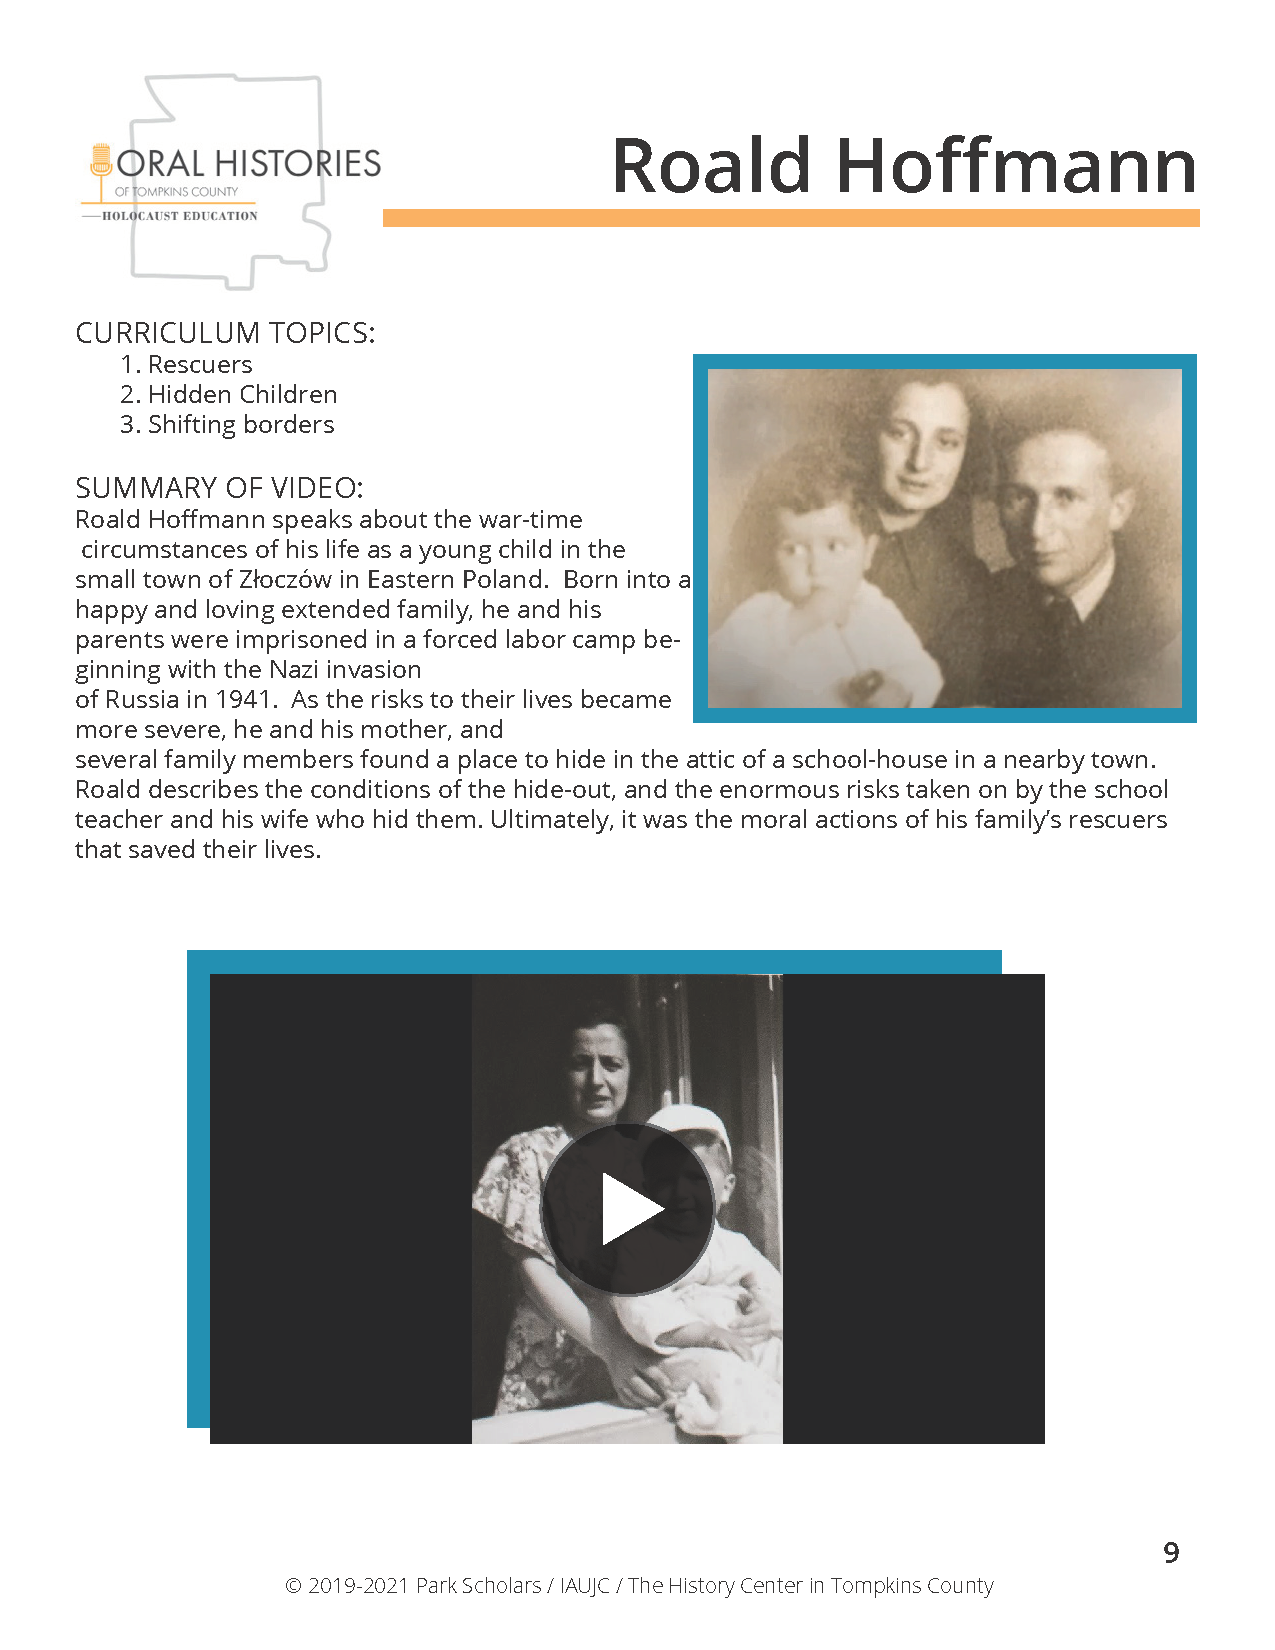 ORAL HISTORIES
OF TOMPKINS COUNTY
HOLOCAUST EDUCATION
Roald Hoffmann
CURRICULUM TOPICS:
1. Rescuers
2. Hidden Children
3. Shifting borders
SUMMARY OF VIDEO:
Roald Hoffmann speaks about the war-time
circumstances of his life as a young child in the
small town of Złoczów in Eastern Poland.  Born into a
happy and loving extended family, he and his
parents were imprisoned in a forced labor camp be-
ginning with the Nazi invasion
of Russia in 1941.  As the risks to their lives became
more severe, he and his mother, and
several family members found a place to hide in the attic of a school-house in a nearby town.
Roald describes the conditions of the hide-out, and the enormous risks taken on by the school
teacher and his wife who hid them. Ultimately, it was the moral actions of his family’s rescuers
that saved their lives.
9
© 2019-2021 Park Scholars / IAUJC / The History Center in Tompkins County